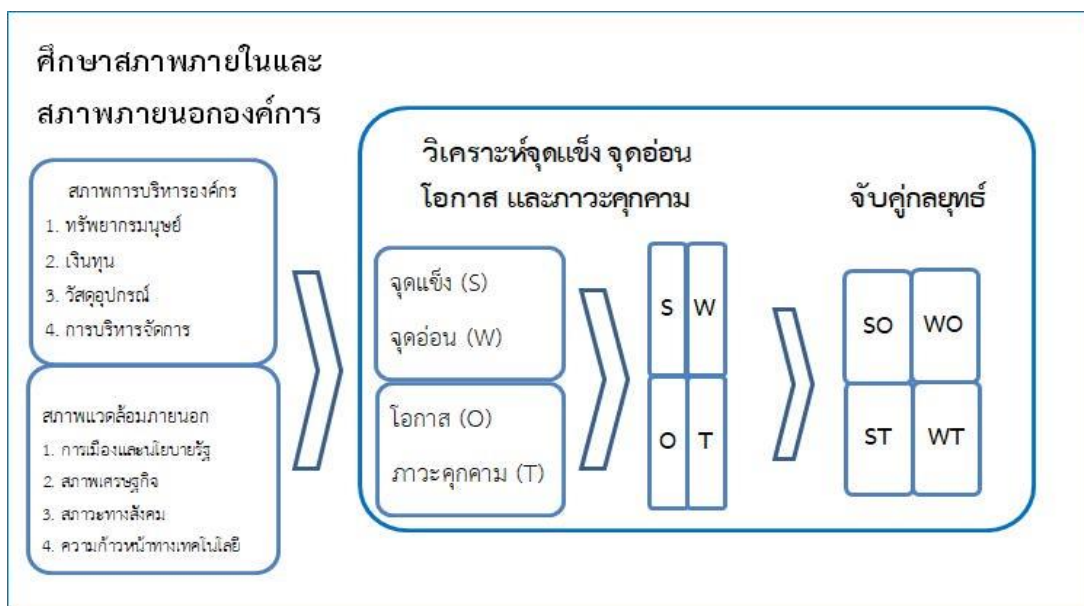 ศึกษาสภาพภายในและ
สภาพภายนอกองค์การ
สภาพการบริหารองค์กร
1. ทรัพยากรมนุษย์
2. เงินทุน
3. วัสดุอุปกรณ์
4. การบริหารจัดการ
สภาพแวดล้อมภายนอก
1. การเมืองและนโยบายรัฐ
2. สภาพเศรษฐกิจ
3. สภาวะทางสังคม
4. ความก้าวหน้าทางเทคโนโลยี
วิเคราะห์จุดแข็ง จุดอ่อน
โอกาส และภาวะคุกคาม
จุดแข็ง (S)
จุดอ่อน (W)
โอกาส (O)
ภาวะคุกคาม (T)
S W
O T
จับคู่กลยุทธ์
SO WO
ST WT